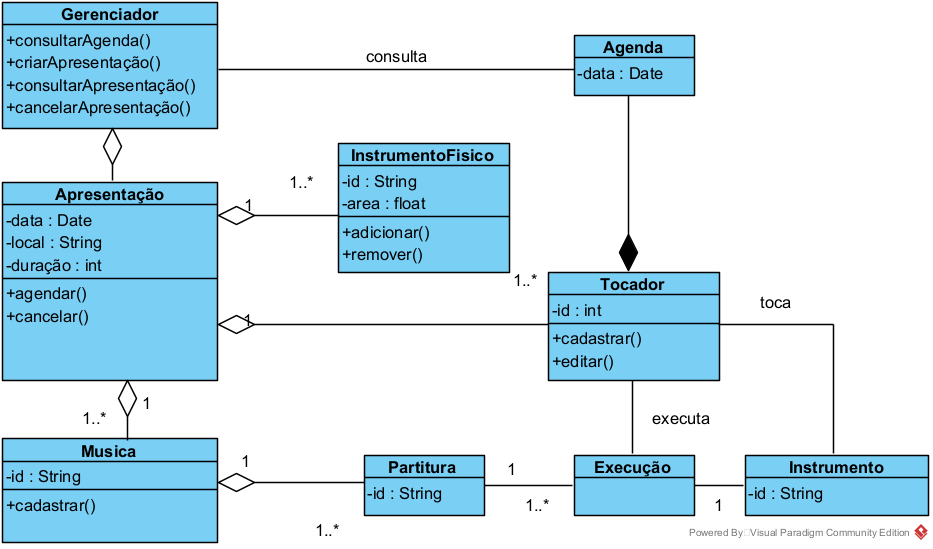 Gerenciador
+consultarAgenda()
+criarApresentação()
+consultarApresentação()
+cancelarApresentação()
consulta
Agenda
-data : Date
InstrumentoFisico
-id : String
-area : float
+adicionar()
+remover()
1..*
1
Apresentação
-data : Date
-local : String
-duração : int
+agendar()
+cancelar()
1..*
1
Tocador
-id : int
+cadastrar()
+editar()
toca
executa
1
1..*
Musica
-id : String
+cadastrar()
1
1..*
Partitura
-id : String
1
1..*
Execução
1
Instrumento
-id : String
Powered By Visual Paradigm Community Edition